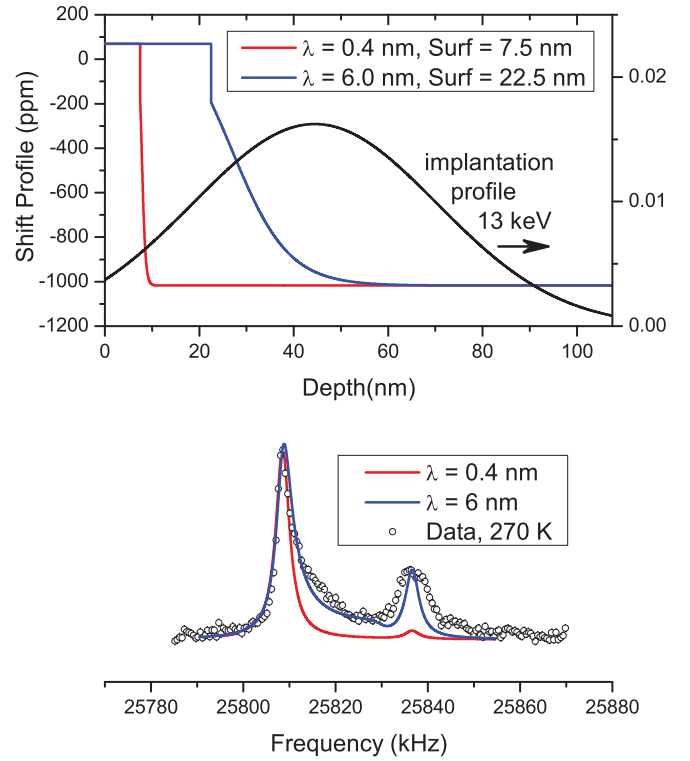 200
0
-200
-400
-600
-800
-1000
-1200
Shift Profile (ppm)
λ = 0.4 nm, Surf = 7.5 nm
λ = 6.0 nm, Surf = 22.5 nm
implantation
profile
13 keV
0.02
0.01
0.00
0 20 40 60 80 100
Depth(nm)
λ = 0.4 nm
λ = 6 nm
Data, 270 K
25780 25800 25820 25840 25860 25880
Frequency (kHz)